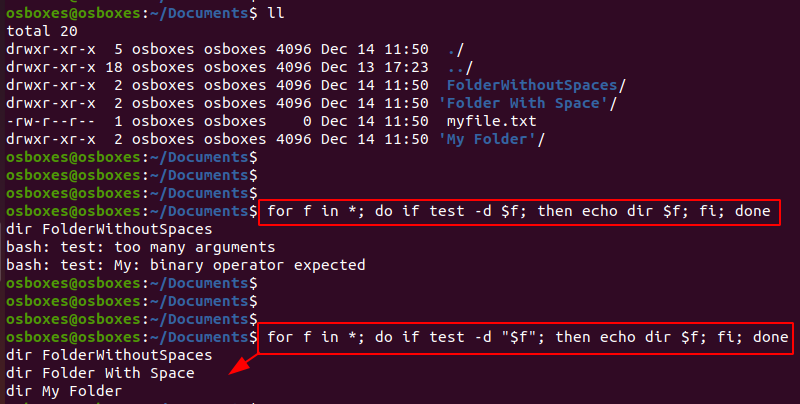 osboxes@osboxes:~/Documents$ ll
total 20
drwxr-xr-x  5 osboxes osboxes 4096 Dec 14 11:50  ./
drwxr-xr-x 18 osboxes osboxes 4096 Dec 13 17:23  ../
drwxr-xr-x  2 osboxes osboxes 4096 Dec 14 11:50  FolderWithoutSpaces/
drwxr-xr-x  2 osboxes osboxes 4096 Dec 14 11:50 'Folder With Space'/
-rw-r--r--  1 osboxes osboxes    0 Dec 14 11:50  myfile.txt
drwxr-xr-x  2 osboxes osboxes 4096 Dec 14 11:50 'My Folder'/
osboxes@osboxes:~/Documents$
osboxes@osboxes:~/Documents$
osboxes@osboxes:~/Documents$
osboxes@osboxes:~/Documents$ for f in *; do if test -d $f; then echo dir $f; fi; done
dir FolderWithoutSpaces
bash: test: too many arguments
bash: test: My: binary operator expected
osboxes@osboxes:~/Documents$
osboxes@osboxes:~/Documents$
osboxes@osboxes:~/Documents$
osboxes@osboxes:~/Documents$ for f in *; do if test -d "$f"; then echo dir $f; fi; done
dir FolderWithoutSpaces
dir Folder With Space
dir My Folder
osboxes@osboxes:~/Documents$